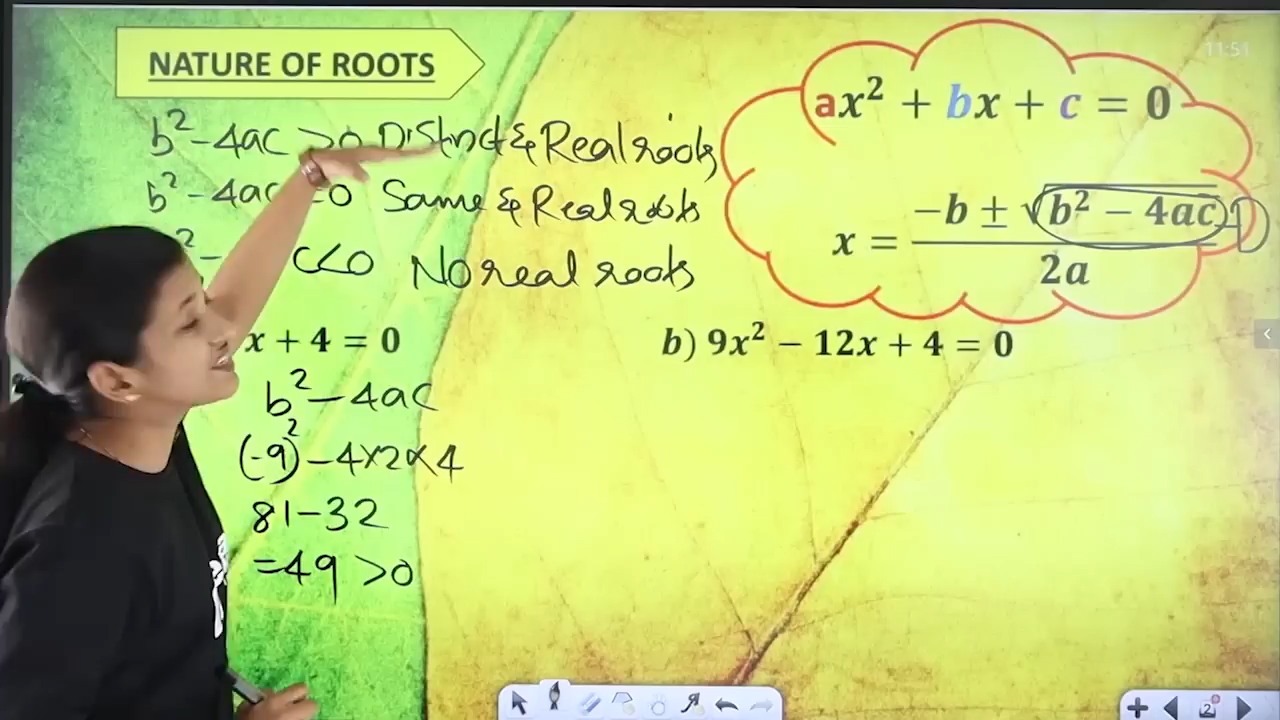 NATURE OF ROOTS
11:51
b² - 4ac >0 Distnct & Real roots
b² - 4ac =0 Same & Real roots
c<0 No real roots
ax² + bx + c = 0
x = (-b ± √(b² − 4ac)) / 2a
D
x + 4 = 0
b² - 4ac
(-9)² - 4×2×4
81-32
=49 >0
b) 9x² − 12x + 4 = 0
2